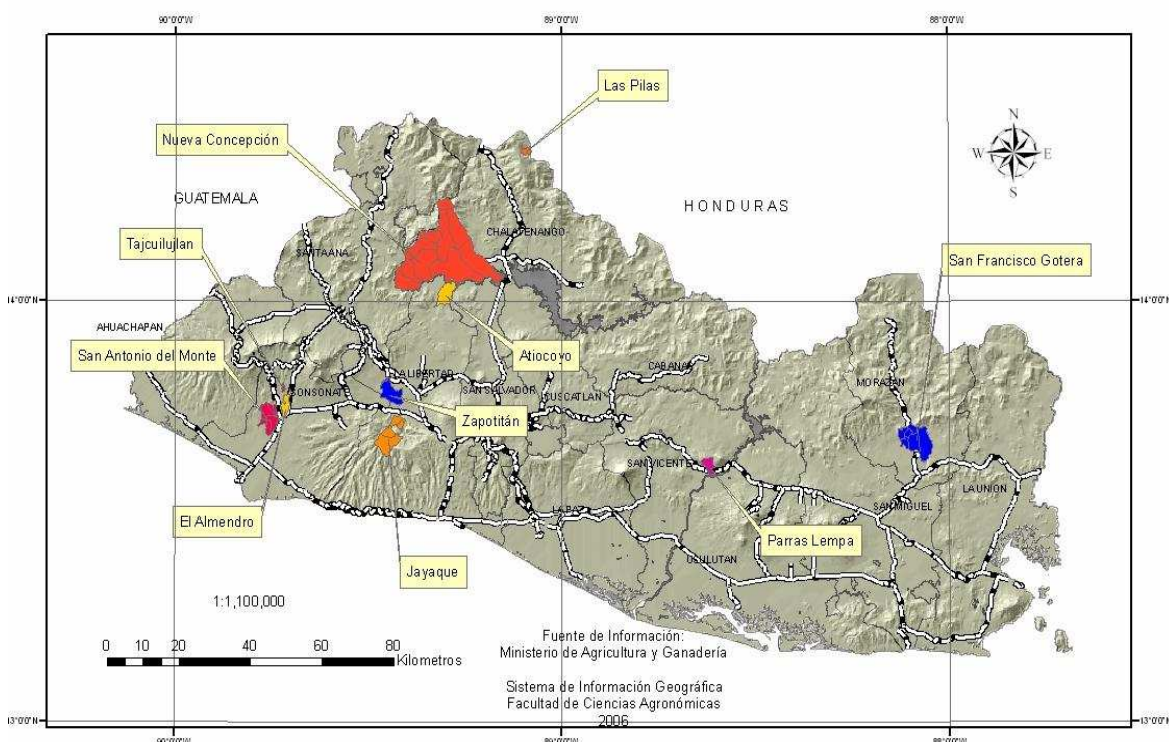 90°0'0"W
89°0'0"W
88°0'0"W
Las Pilas
Nueva Concepción
N
W E
S
GUATEMALA
HONDURAS
CHALATENANGO
Tajcuilujlan
SANTA ANA
San Francisco Gotera
14°0'0"N
AHUACHAPAN
San Antonio del Monte
Atiocoyo
CABANAS
LA LIBERTAD
MORAZAN
SONSONATE
SAN SALVADOR
CUSCATLAN
Zapotitán
SAN VICENTE
LA UNION
SAN MIGUEL
El Almendro
LA PAZ
Parras Lempa
USULUTAN
Jayaque
1:1,100,000
0 10 20 40 60 80
Kilometros
Fuente de Información:
Ministerio de Agricultura y Ganadería
Sistema de Información Geográfica
Facultad de Ciencias Agronómicas
2006
13°0'0"N
13°0'0"N
90°0'0"W
89°0'0"W
88°0'0"W